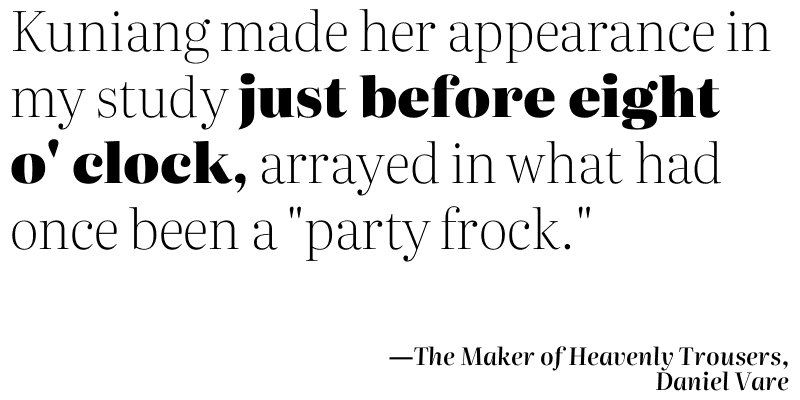 Kuniang made her appearance in
my study just before eight
o' clock, arrayed in what had
once been a "party frock."
—The Maker of Heavenly Trousers,
Daniel Vare